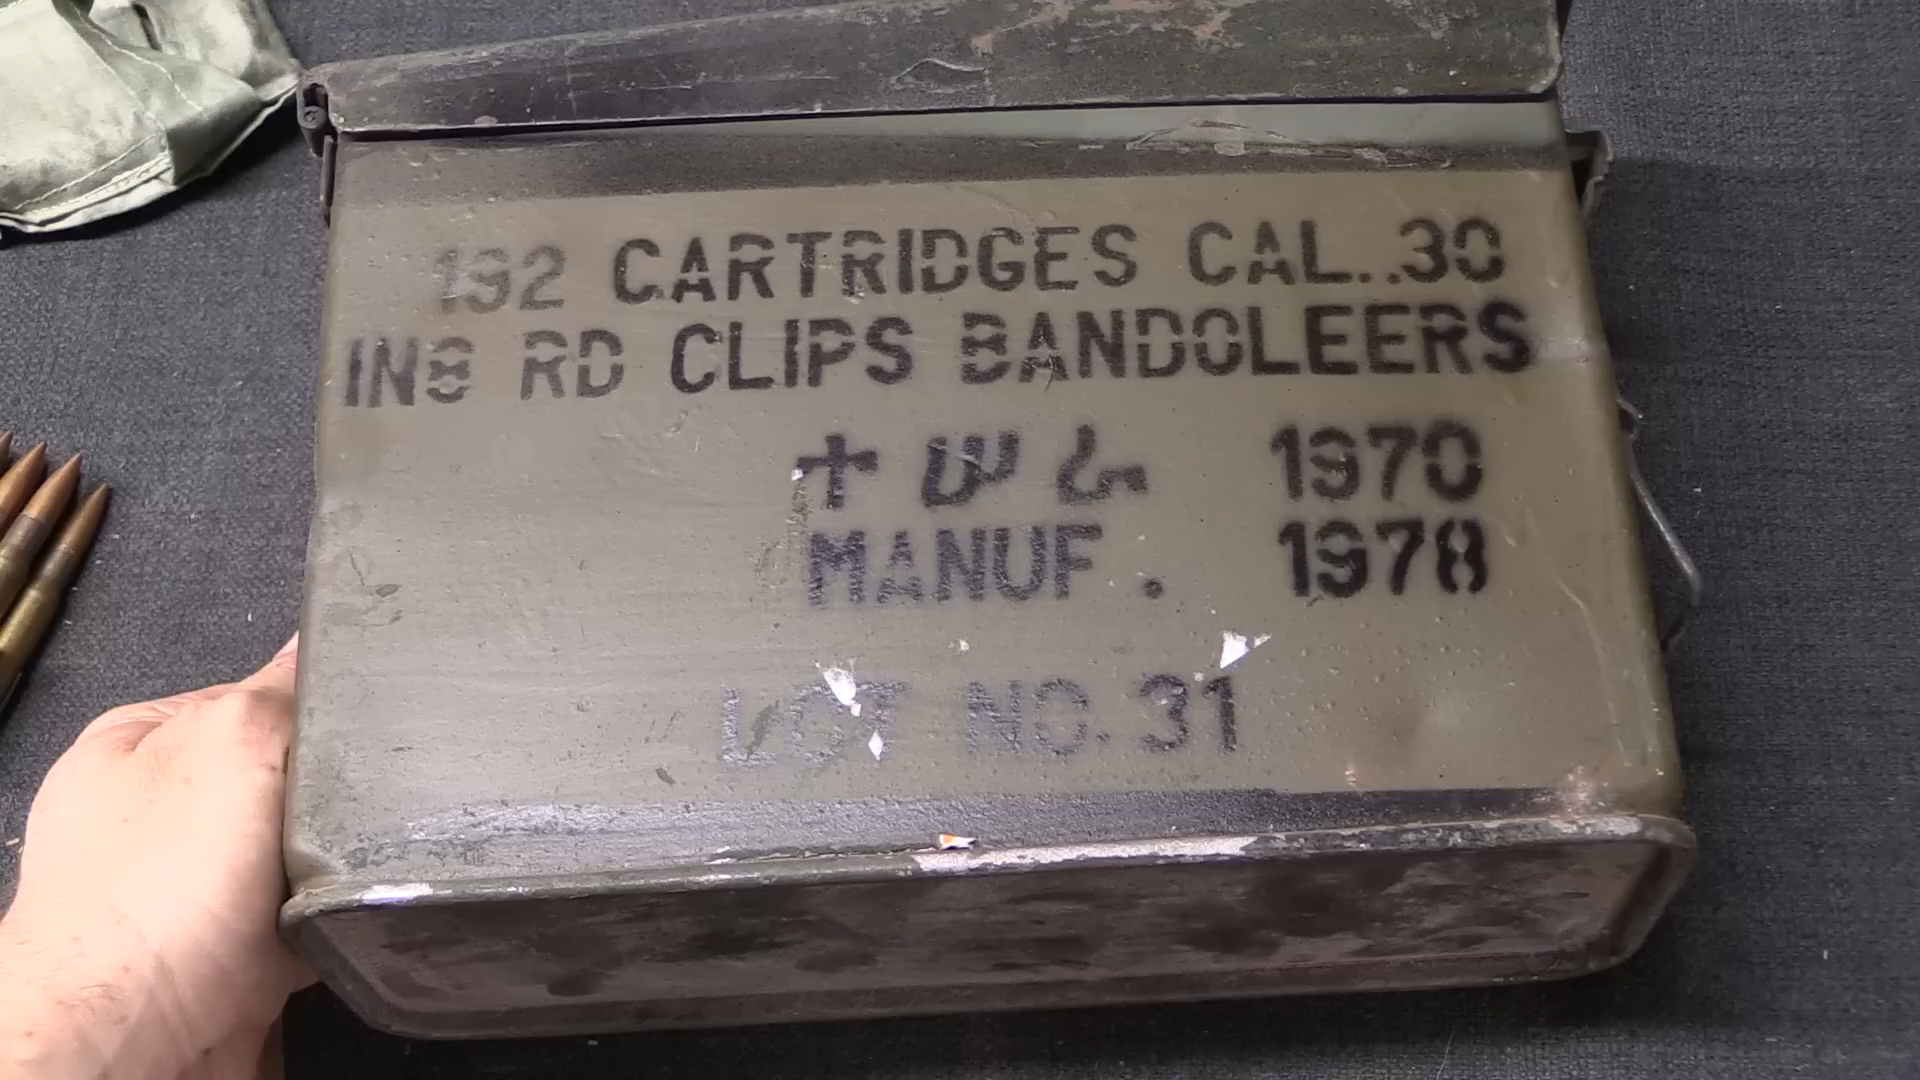 192 CARTRIDGES CAL..30
IN8 RD CLIPS BANDOLEERS
ተ ሠ ራ 1970
MANUF. 1978
LOT NO. 31